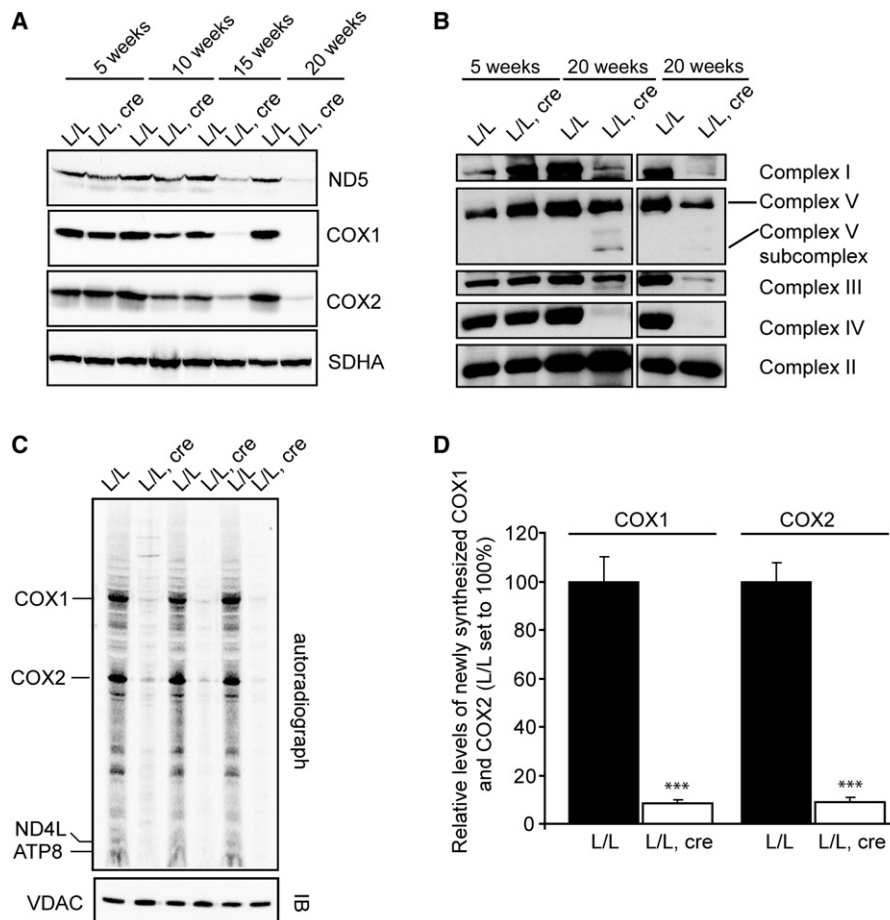 A
5 weeks
10 weeks
15 weeks
20 weeks
L/L
L/L, cre
L/L
L/L, cre
L/L
L/L, cre
L/L
L/L, cre
ND5
COX1
COX2
SDHA
B
5 weeks
20 weeks
20 weeks
L/L
L/L, cre
L/L
L/L, cre
L/L
L/L, cre
Complex I
Complex V
Complex V
subcomplex
Complex III
Complex IV
Complex II
C
L/L
L/L, cre
L/L
L/L, cre
L/L
L/L, cre
COX1
COX2
ND4L
ATP8
autoradiograph
VDAC
IB
D
Relative levels of newly synthesized COX1
and COX2 (L/L set to 100%)
COX1
COX2
120
100
80
60
40
20
0
***
***
L/L
L/L, cre
L/L
L/L, cre